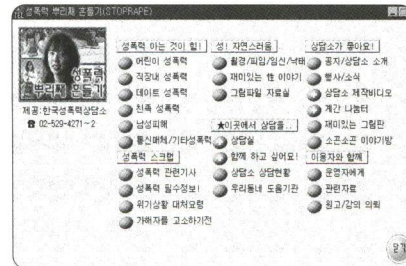 성폭력 뿌리째 흔들기(STOPRAPE)
성폭력
뿌리째 흔들기
제공:한국성폭력상담소
☎ 02-529-4271~2
성폭력 아는 것이 힘!
어린이 성폭력
직장내 성폭력
데이트 성폭력
친족 성폭력
남성피해
통신매체/기타성폭력
성폭력 스크랩
성폭력 관련기사
성폭력 필수정보!
위기상황 대처요령
가해자를 고소하기전
성! 자연스러움
월경/피임/임신/낙태
재미있는 性 이야기
그림파일 자료실
★이곳에서 상담을..
상담실
함께 하고 싶어요!
상담소 상담현황
우리동네 도움기관
상담소가 좋아요!
공지/상담소 소개
행사/소식
상담소 제작비디오
계간 나눔터
재미있는 그림판
소곤소곤 이야기방
이용자와 함께
운영자에게
관련자료
원고/강의 의뢰